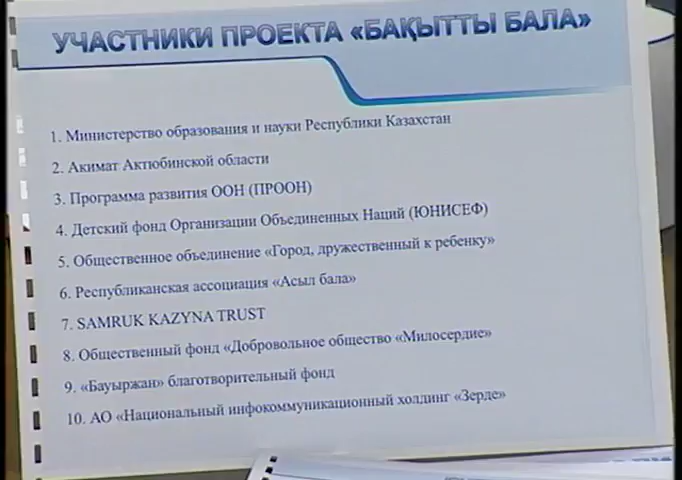 УЧАСТНИКИ ПРОЕКТА «БАҚЫТТЫ БАЛА»
1. Министерство образования и науки Республики Казахстан
2. Акимат Актюбинской области
3. Программа развития ООН (ПРООН)
4. Детский фонд Организации Объединенных Наций (ЮНИСЕФ)
5. Общественное объединение «Город, дружественный к ребенку»
6. Республиканская ассоциация «Асыл бала»
7. SAMRUK KAZYNA TRUST
8. Общественный фонд «Добровольное общество «Милосердие»
9. «Бауыржан» благотворительный фонд
10. АО «Национальный инфокоммуникационный холдинг «Зерде»